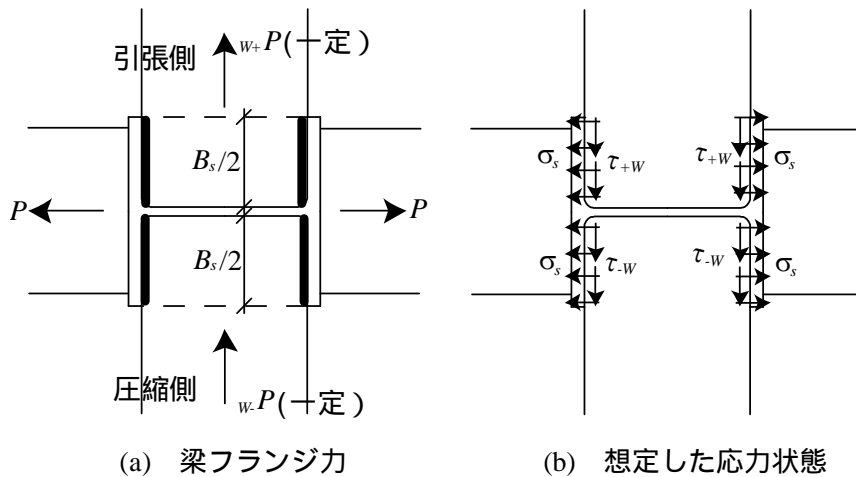 引張側
W+P(一定)
Bs/2
P
P
Bs/2
圧縮側
W-P(一定)
(a) 梁フランジ力
σs
τ+W
τ+W
σs
σs
τ-W
τ-W
σs
(b) 想定した応力状態